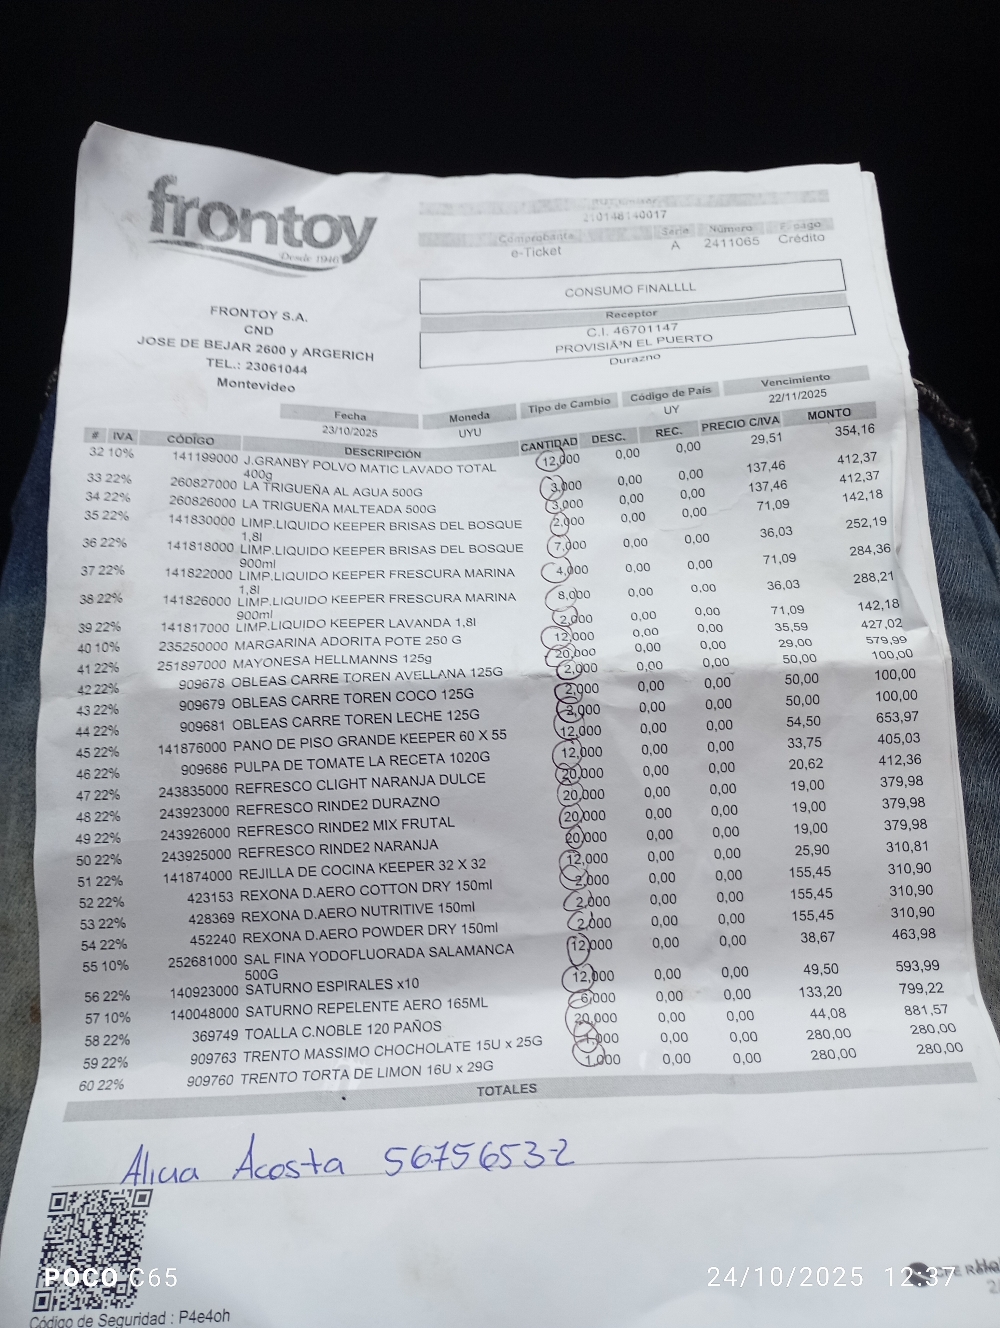 frontoy
Desde 1940
210148140017
Comprobante Serie Número F. pago
e-Ticket A 2411065 Crédito
CONSUMO FINALLLL
Receptor
C.I. 46701147
PROVISIÃ³N EL PUERTO
Durazno
FRONTOY S.A.
CND
JOSE DE BEJAR 2600 y ARGERICH
TEL.: 23061044
Montevideo
Fecha Moneda Tipo de Cambio Código de País Vencimiento
23/10/2025 UYU UY 22/11/2025
# IVA CÓDIGO DESCRIPCIÓN CANTIDAD DESC. REC. PRECIO C/IVA MONTO
32 10% 141199000 J.GRANBY POLVO MATIC LAVADO TOTAL 400g 12,000 0,00 0,00 29,51 354,16
33 22% 260827000 LA TRIGUEÑA AL AGUA 500G 3,000 0,00 0,00 137,46 412,37
34 22% 260826000 LA TRIGUEÑA MALTEADA 500G 3,000 0,00 0,00 137,46 412,37
35 22% 141830000 LIMP.LIQUIDO KEEPER BRISAS DEL BOSQUE 1,8l 2,000 0,00 0,00 71,09 142,18
36 22% 141818000 LIMP.LIQUIDO KEEPER BRISAS DEL BOSQUE 900ml 7,000 0,00 0,00 36,03 252,19
37 22% 141822000 LIMP.LIQUIDO KEEPER FRESCURA MARINA 1,8l 4,000 0,00 0,00 71,09 284,36
38 22% 141826000 LIMP.LIQUIDO KEEPER FRESCURA MARINA 900ml 8,000 0,00 0,00 36,03 288,21
39 22% 141817000 LIMP.LIQUIDO KEEPER LAVANDA 1,8l 2,000 0,00 0,00 71,09 142,18
40 10% 235250000 MARGARINA ADORITA POTE 250 G 12,000 0,00 0,00 35,59 427,02
41 22% 251897000 MAYONESA HELLMANNS 125g 20,000 0,00 0,00 29,00 579,99
42 22% 909678 OBLEAS CARRE TOREN AVELLANA 125G 2,000 0,00 0,00 50,00 100,00
43 22% 909679 OBLEAS CARRE TOREN COCO 125G 2,000 0,00 0,00 50,00 100,00
44 22% 909681 OBLEAS CARRE TOREN LECHE 125G 2,000 0,00 0,00 50,00 100,00
45 22% 141876000 PANO DE PISO GRANDE KEEPER 60 X 55 12,000 0,00 0,00 54,50 653,97
46 22% 909686 PULPA DE TOMATE LA RECETA 1020G 12,000 0,00 0,00 33,75 405,03
47 22% 243835000 REFRESCO CLIGHT NARANJA DULCE 20,000 0,00 0,00 20,62 412,36
48 22% 243923000 REFRESCO RINDE2 DURAZNO 20,000 0,00 0,00 19,00 379,98
49 22% 243926000 REFRESCO RINDE2 MIX FRUTAL 20,000 0,00 0,00 19,00 379,98
50 22% 243925000 REFRESCO RINDE2 NARANJA 20,000 0,00 0,00 19,00 379,98
51 22% 141874000 REJILLA DE COCINA KEEPER 32 X 32 12,000 0,00 0,00 25,90 310,81
52 22% 423153 REXONA D.AERO COTTON DRY 150ml 2,000 0,00 0,00 155,45 310,90
53 22% 428369 REXONA D.AERO NUTRITIVE 150ml 2,000 0,00 0,00 155,45 310,90
54 22% 452240 REXONA D.AERO POWDER DRY 150ml 2,000 0,00 0,00 155,45 310,90
55 10% 252681000 SAL FINA YODOFLUORADA SALAMANCA 500G 12,000 0,00 0,00 38,67 463,98
56 22% 140923000 SATURNO ESPIRALES x10 12,000 0,00 0,00 49,50 593,99
57 10% 140048000 SATURNO REPELENTE AERO 165ML 6,000 0,00 0,00 133,20 799,22
58 22% 369749 TOALLA C.NOBLE 120 PAÑOS 20,000 0,00 0,00 44,08 881,57
59 22% 909763 TRENTO MASSIMO CHOCHOLATE 15U x 25G 1,000 0,00 0,00 280,00 280,00
60 22% 909760 TRENTO TORTA DE LIMON 16U x 29G 1,000 0,00 0,00 280,00 280,00
TOTALES
Alicia Acosta 5675653-2
POCO C65
24/10/2025 12:37
Código de Seguridad : P4e4oh